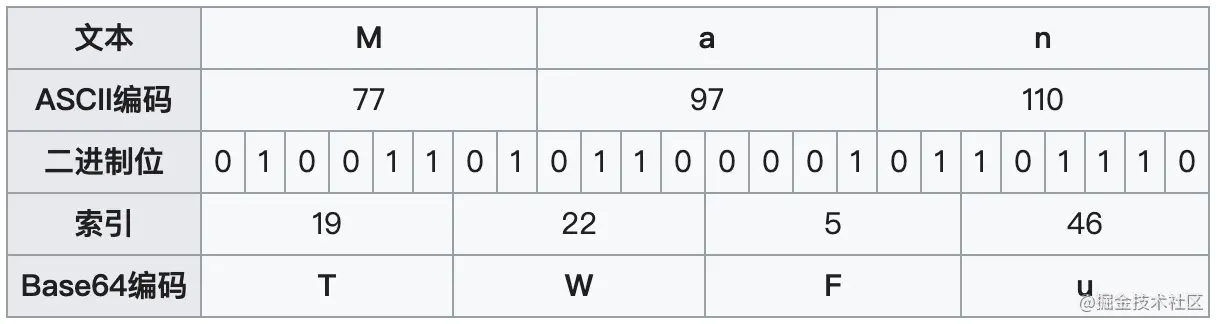 文本 M a n
ASCII编码 77 97 110
二进制位 0 1 0 0 1 1 0 1 0 1 1 0 0 0 0 1 0 1 1 0 1 1 1 0
索引 19 22 5 46
Base64编码 T W F u
@掘金技术社区